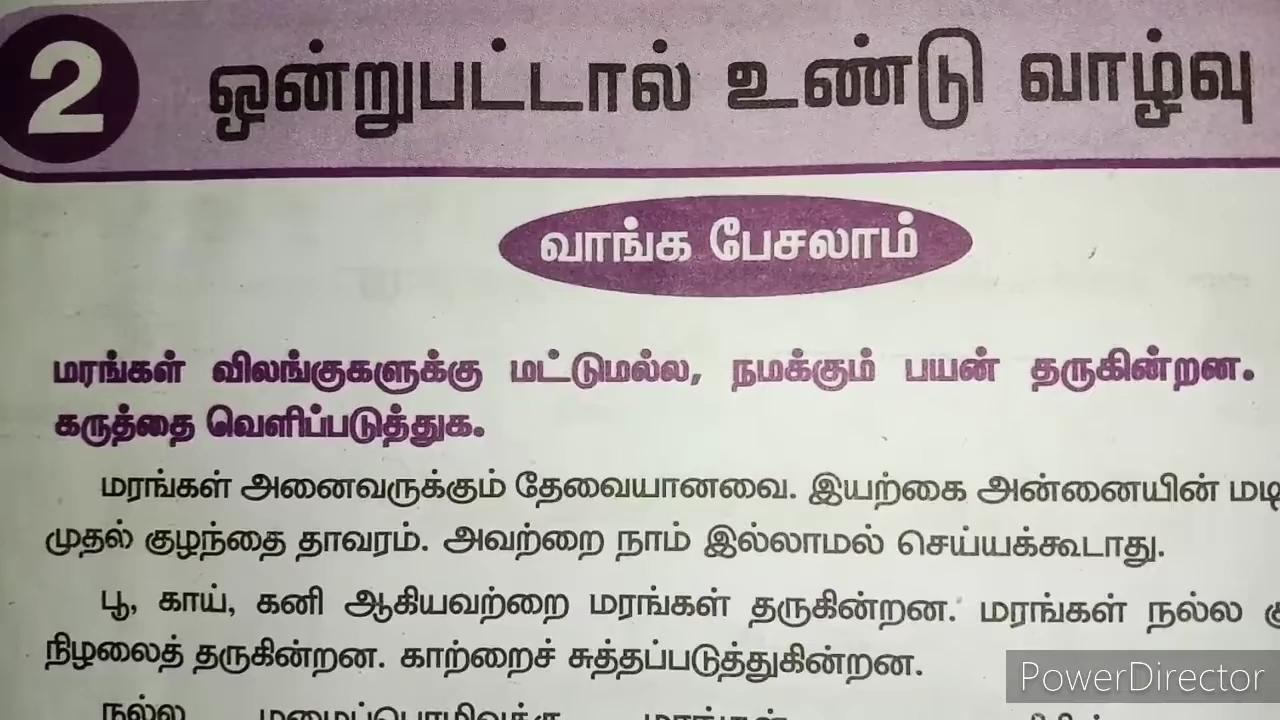 2 ஒன்றுபட்டால் உண்டு வாழ்வு
வாங்க பேசலாம்
மரங்கள் விலங்குகளுக்கு மட்டுமல்ல, நமக்கும் பயன் தருகின்றன.
கருத்தை வெளிப்படுத்துக.
மரங்கள் அனைவருக்கும் தேவையானவை. இயற்கை அன்னையின்
முதல் குழந்தை தாவரம். அவற்றை நாம் இல்லாமல் செய்யக்கூடாது.
பூ, காய், கனி ஆகியவற்றை மரங்கள் தருகின்றன. மரங்கள் நல்ல
நிழலைத் தருகின்றன. காற்றைச் சுத்தப்படுத்துகின்றன.
நல்ல
PowerDirector